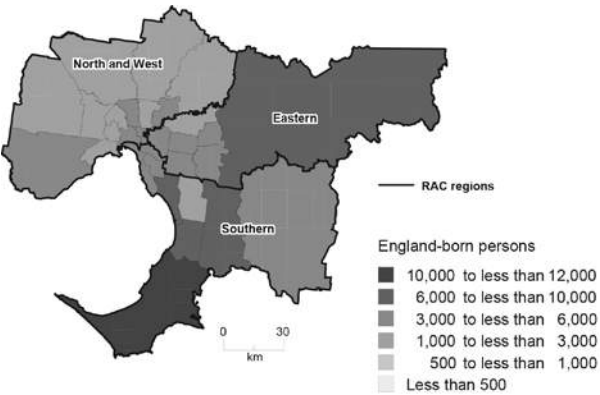 North and West
Eastern
RAC regions
Southern
England-born persons
10,000 to less than 12,000
6,000 to less than 10,000
3,000 to less than 6,000
1,000 to less than 3,000
500 to less than 1,000
Less than 500
0 30
km